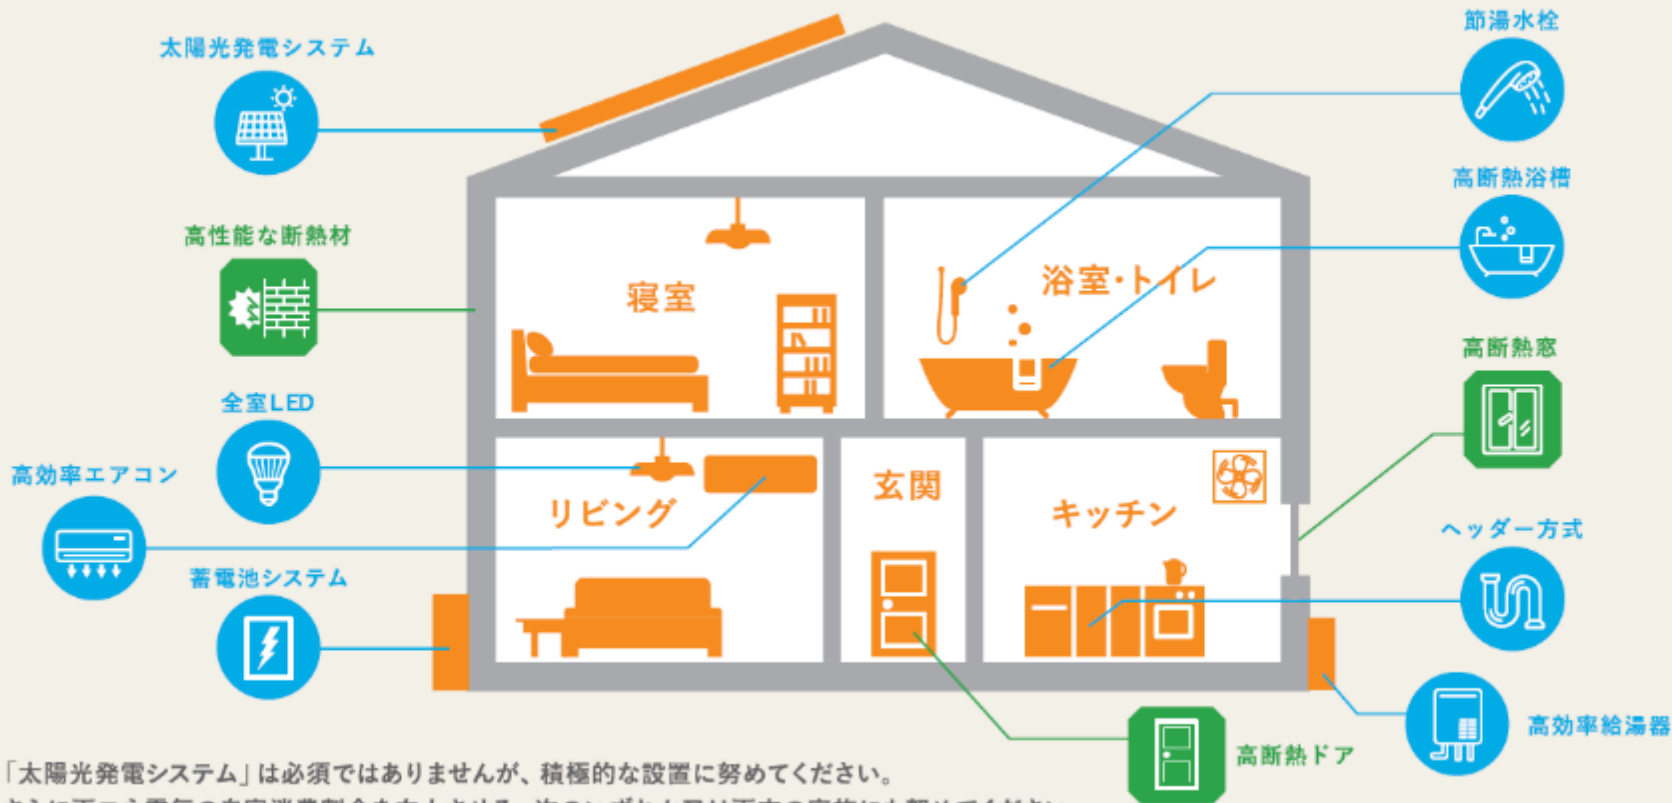 太陽光発電システム
高性能な断熱材
全室LED
高効率エアコン
蓄電池システム
寝室
浴室・トイレ
リビング
玄関
キッチン
節湯水栓
高断熱浴槽
高断熱窓
ヘッダー方式
高効率給湯器
高断熱ドア
「太陽光発電システム」は必須ではありませんが、積極的な設置に努めてください。